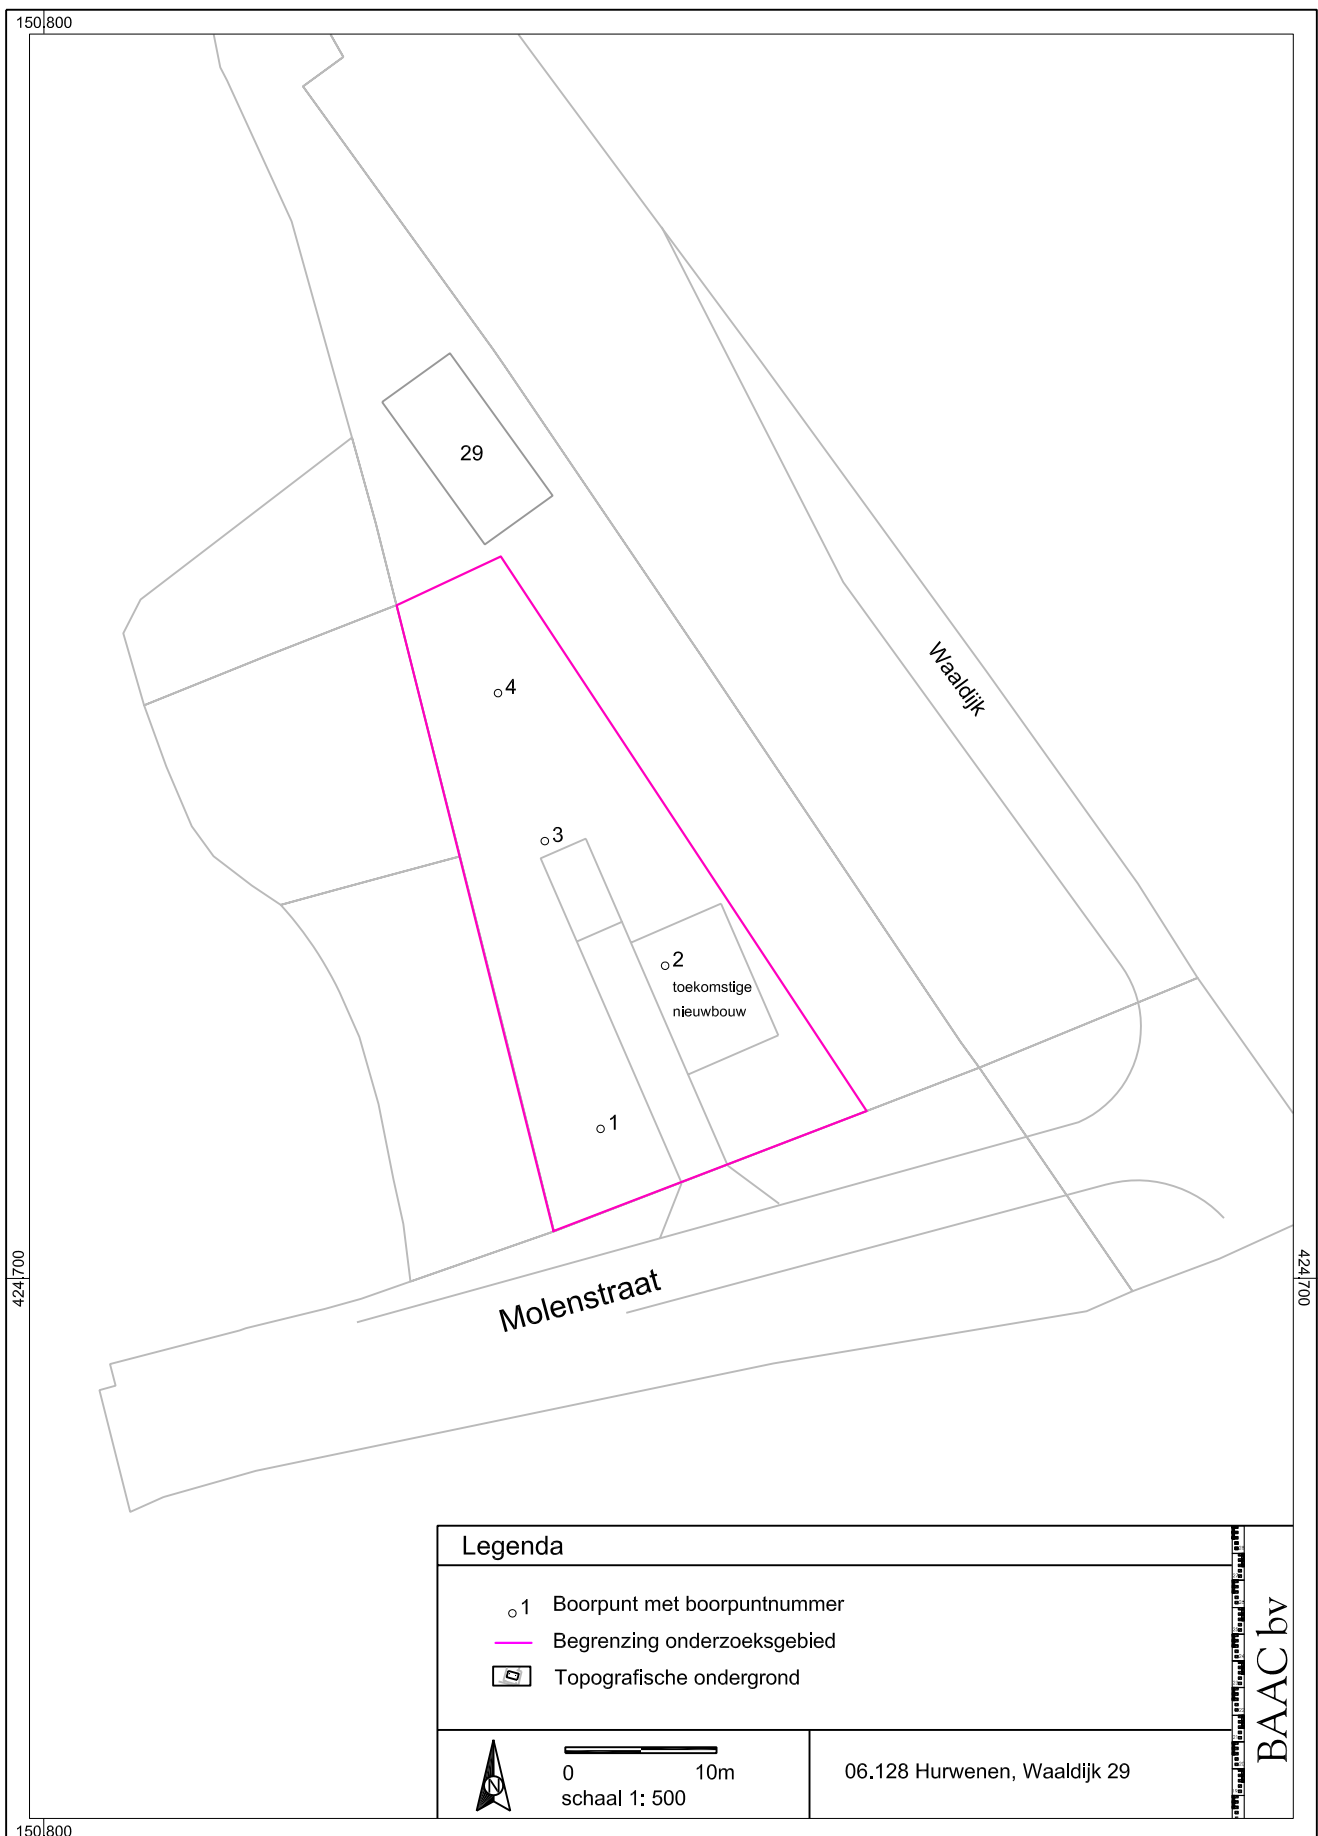 150.800
29
Waaldijk
4
3
2
toekomstige
nieuwbouw
1
424.700
424.700
Molenstraat
Legenda
1 Boorpunt met boorpuntnummer
Begrenzing onderzoeksgebied
Topografische ondergrond
N
0 10m
schaal 1: 500
06.128 Hurwenen, Waaldijk 29
BAAC bv
150.800